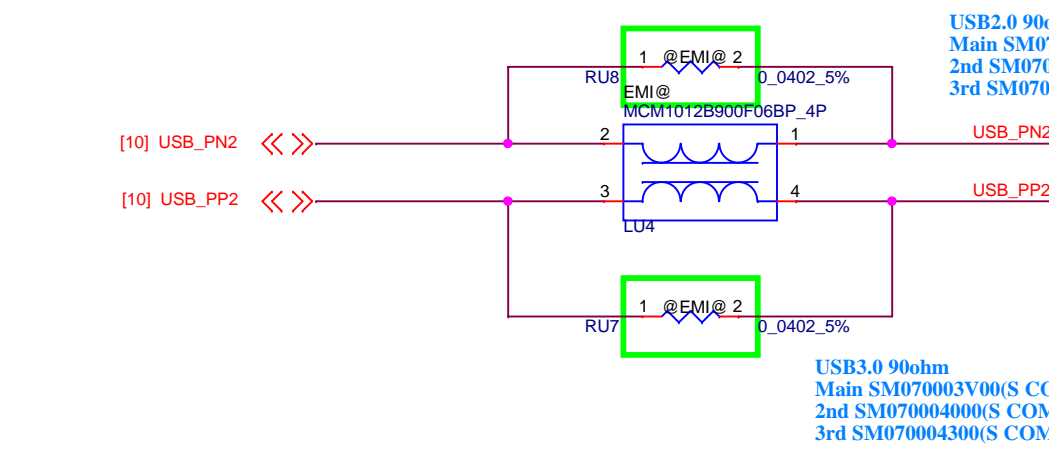 USB2.0 90o
Main SM07
2nd SM070
3rd SM070
1 @EMI@ 2
RU8 0_0402_5%
EMI@
MCM1012B900F06BP_4P
[10] USB_PN2 2 1 USB_PN2
[10] USB_PP2 3 4 USB_PP2
LU4
1 @EMI@ 2
RU7 0_0402_5%
USB3.0 90ohm
Main SM070003V00(S CO
2nd SM070004000(S COM
3rd SM070004300(S COM